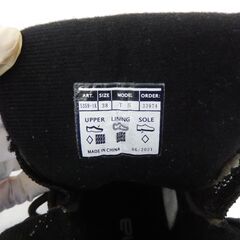 ART. SIZE MODEL ORDER:
38
UPPER LINING SOLE
MADE IN CHINA 06/2021